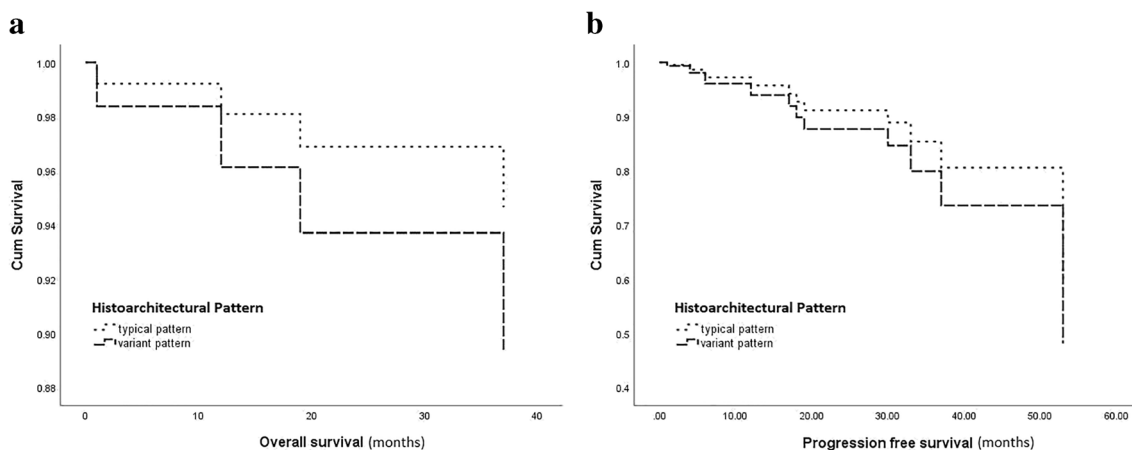 a
Cum Survival
1.00
0.98
0.96
0.94
0.92
0.90
0.88
Histoarchitectural Pattern
typical pattern
variant pattern
0 10 20 30 40
Overall survival (months)
b
Cum Survival
1.0
0.9
0.8
0.7
0.6
0.5
0.4
Histoarchitectural Pattern
typical pattern
variant pattern
.00 10.00 20.00 30.00 40.00 50.00 60.00
Progression free survival (months)